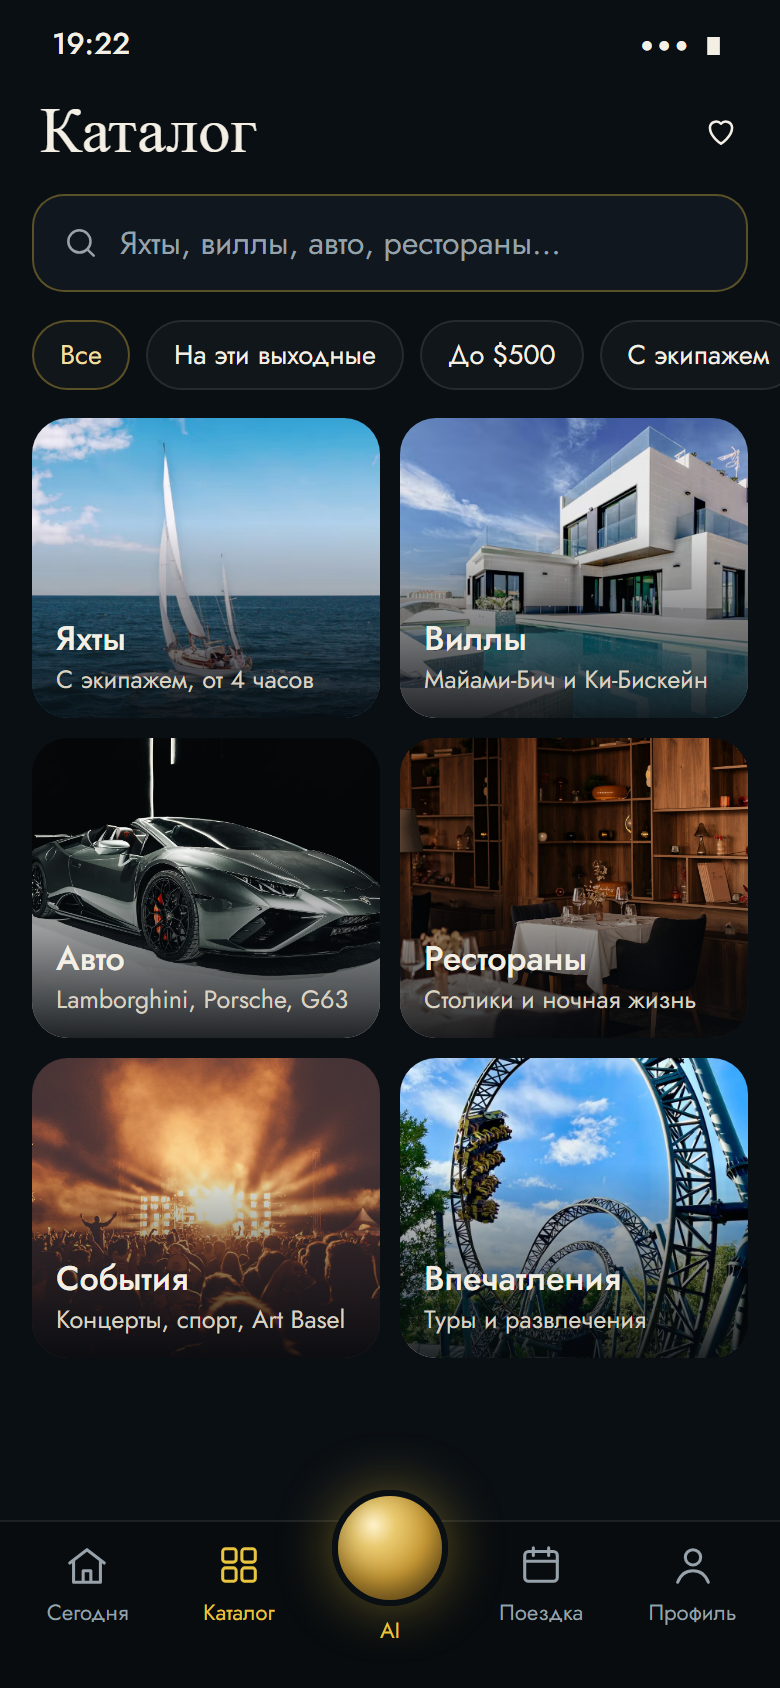 19:22
Каталог
Яхты, виллы, авто, рестораны...
Все
На эти выходные
До $500
С экипажем
Яхты
С экипажем, от 4 часов
Виллы
Майами-Бич и Ки-Бискейн
Авто
Lamborghini, Porsche, G63
Рестораны
Столики и ночная жизнь
События
Концерты, спорт, Art Basel
Впечатления
Туры и развлечения
Сегодня
Каталог
AI
Поездка
Профиль